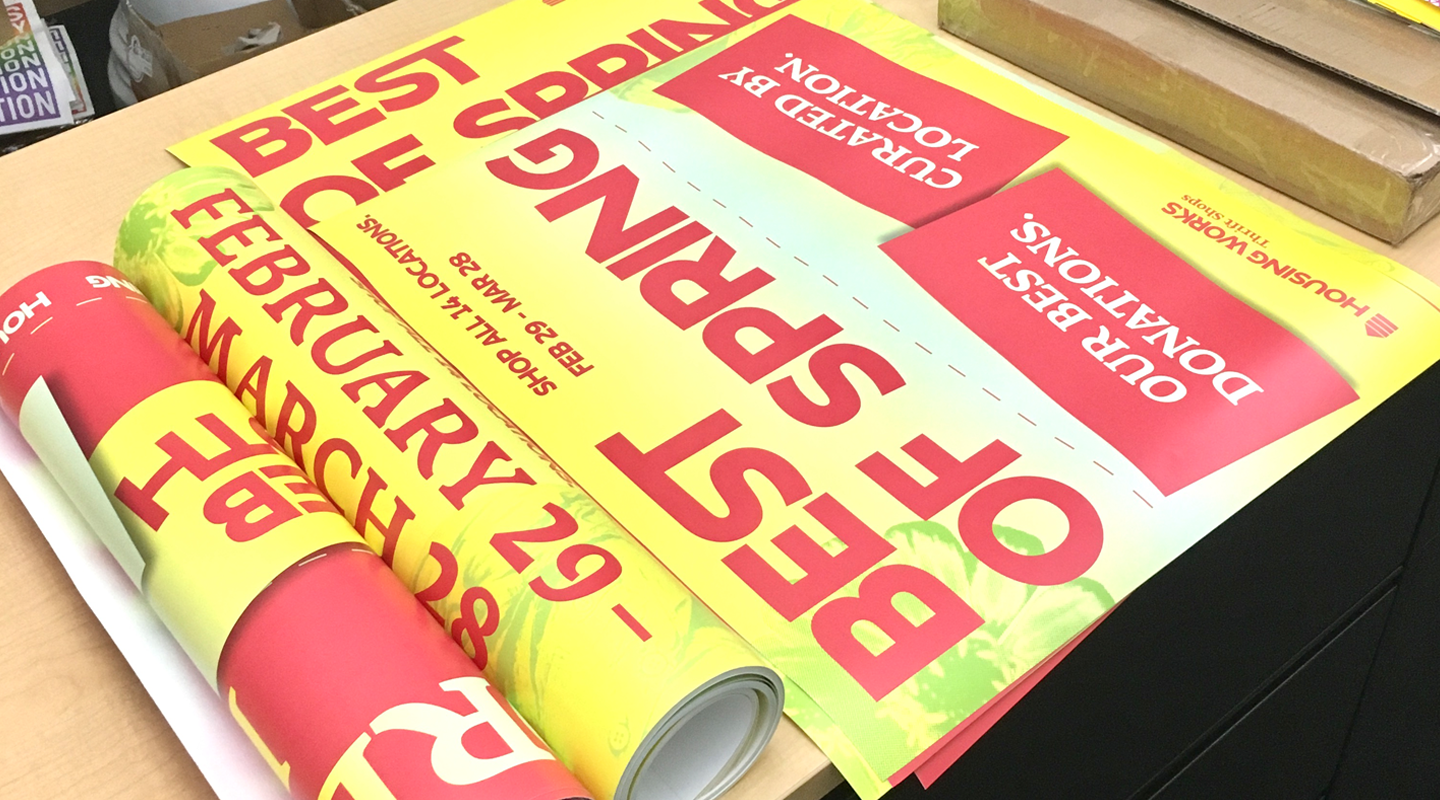 BEST
OF
SPRING
OUR BEST
DONATIONS.
CURATED BY
LOCATION.
SHOP ALL 14 LOCATIONS.
FEB 29 - MAR 28
HOUSING WORKS
Thrift Shops
BEST
SPRING
FEBRUARY 29 -
MARCH 28